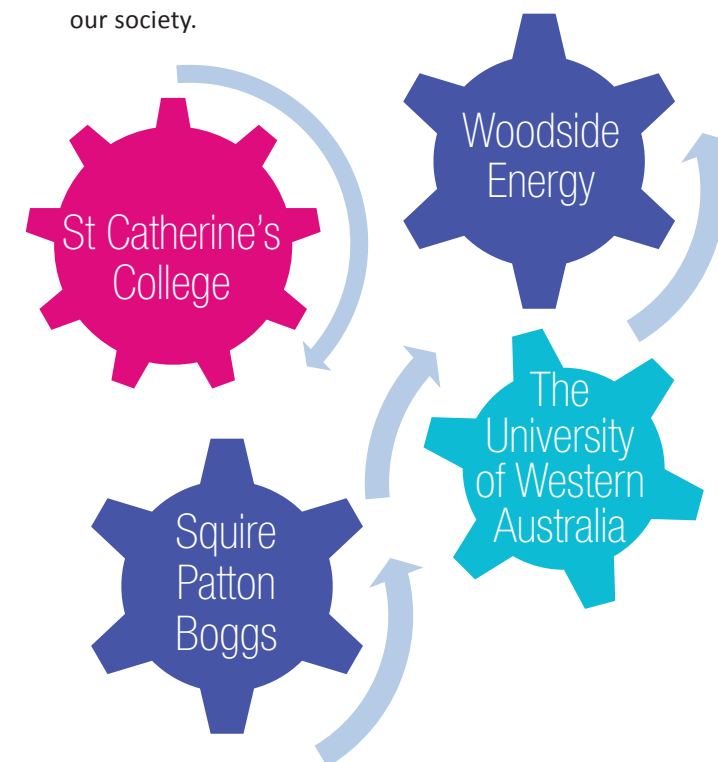 our society.
St Catherine's
College
Woodside
Energy
The
University
of Western
Australia
Squire
Patton
Boggs